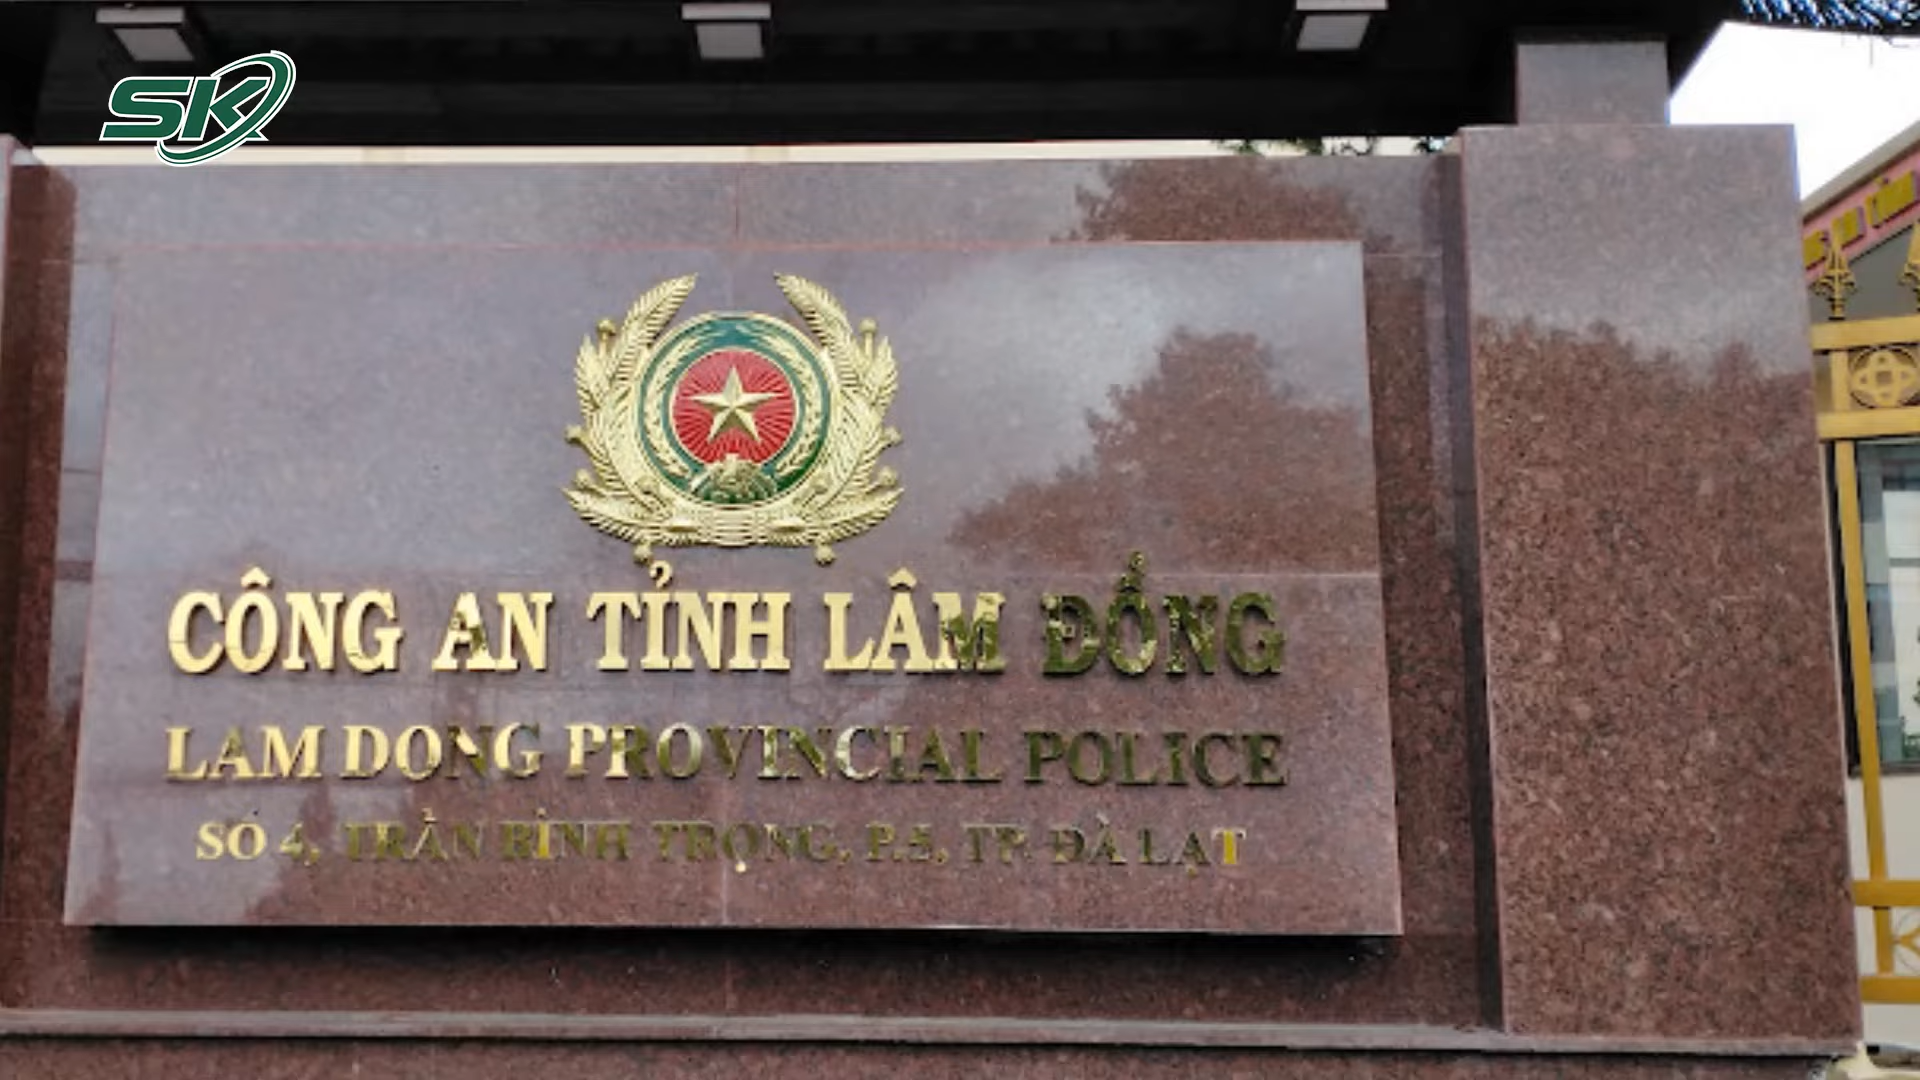 SK
CÔNG AN TỈNH LÂM ĐỒNG
LAM DONG PROVINCIAL POLICE
SỐ 4, TRẦN BÌNH TRỌNG, P.5, TP. ĐÀ LẠT